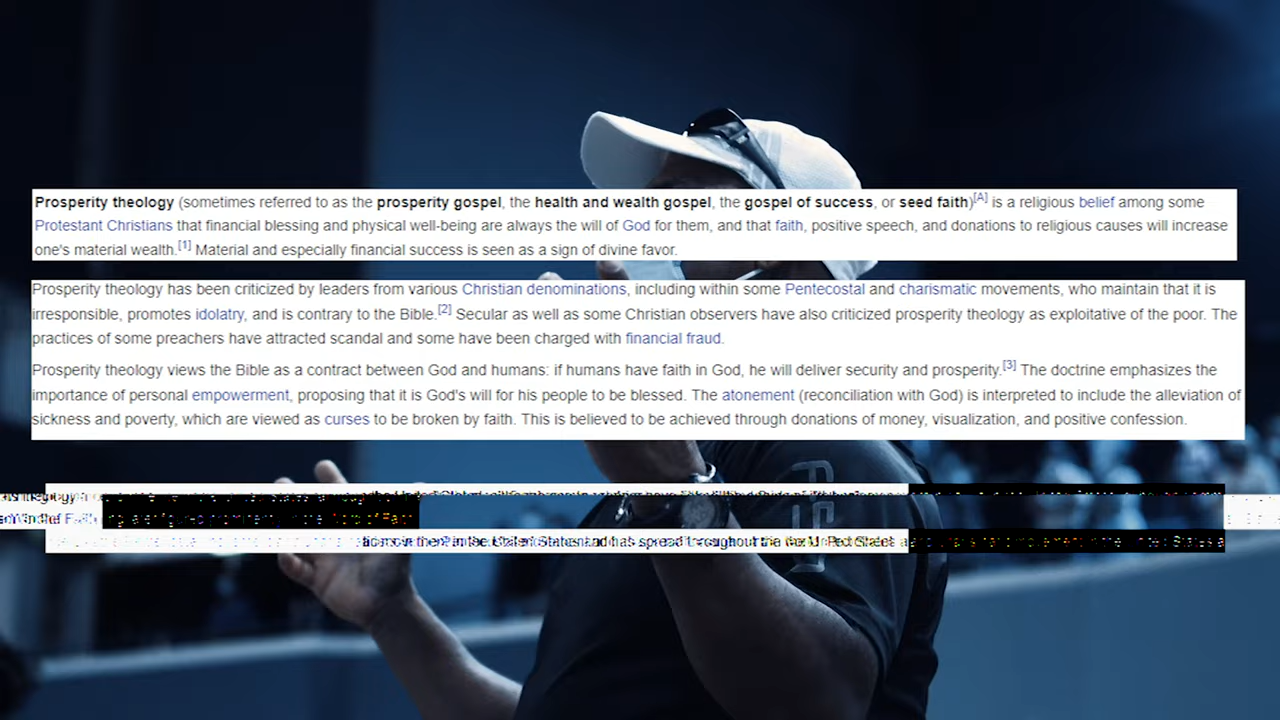 Prosperity theology (sometimes referred to as the prosperity gospel, the health and wealth gospel, the gospel of success, or seed faith)[A] is a religious belief among some
Protestant Christians that financial blessing and physical well-being are always the will of God for them, and that faith, positive speech, and donations to religious causes will increase
one's material wealth.[1] Material and especially financial success is seen as a sign of divine favor.
Prosperity theology has been criticized by leaders from various Christian denominations, including within some Pentecostal and charismatic movements, who maintain that it is
irresponsible, promotes idolatry, and is contrary to the Bible.[2] Secular as well as some Christian observers have also criticized prosperity theology as exploitative of the poor. The
practices of some preachers have attracted scandal and some have been charged with financial fraud.
Prosperity theology views the Bible as a contract between God and humans: if humans have faith in God, he will deliver security and prosperity.[3] The doctrine emphasizes the
importance of personal empowerment, proposing that it is God's will for his people to be blessed. The atonement (reconciliation with God) is interpreted to include the alleviation of
sickness and poverty, which are viewed as curses to be broken by faith. This is believed to be achieved through donations of money, visualization, and positive confession.